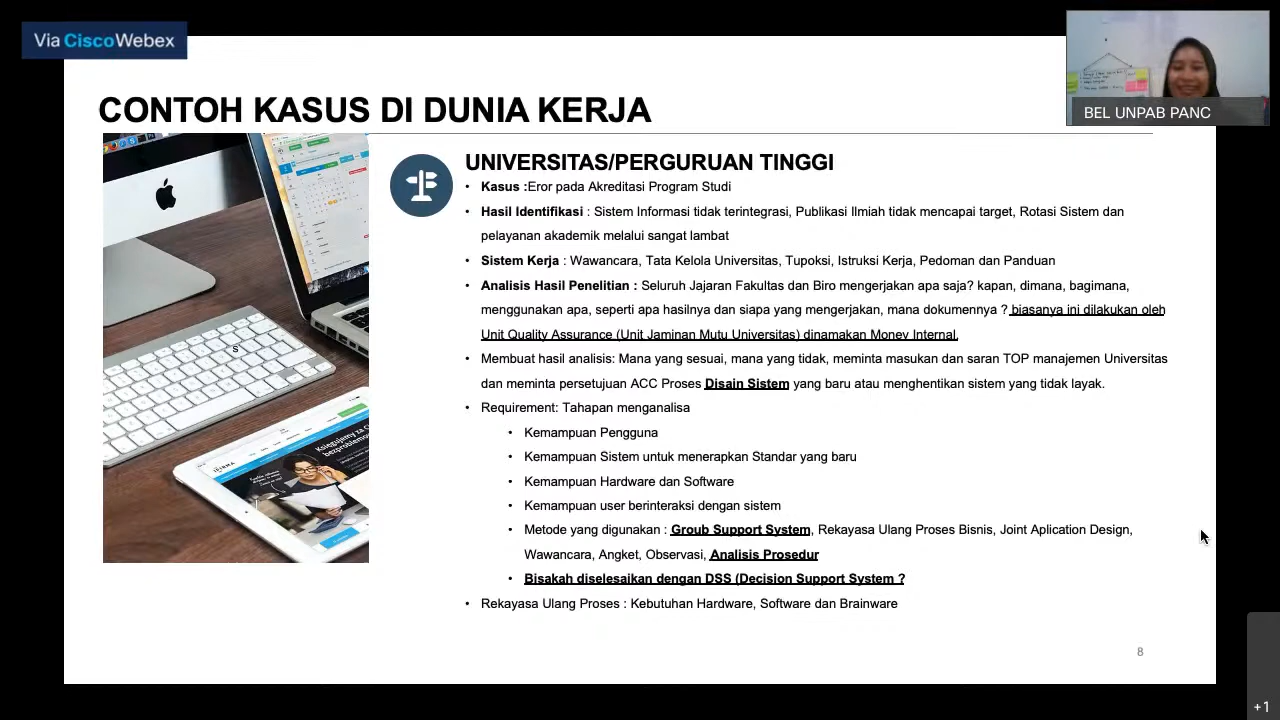 Via CiscoWebex
BEL UNPAB PANC
CONTOH KASUS DI DUNIA KERJA
UNIVERSITAS/PERGURUAN TINGGI
• Kasus :Eror pada Akreditasi Program Studi
• Hasil Identifikasi : Sistem Informasi tidak terintegrasi, Publikasi Ilmiah tidak mencapai target, Rotasi Sistem dan
pelayanan akademik melalui sangat lambat
• Sistem Kerja : Wawancara, Tata Kelola Universitas, Tupoksi, Istruksi Kerja, Pedoman dan Panduan
• Analisis Hasil Penelitian : Seluruh Jajaran Fakultas dan Biro mengerjakan apa saja? kapan, dimana, bagimana,
menggunakan apa, seperti apa hasilnya dan siapa yang mengerjakan, mana dokumennya ? biasanya ini dilakukan oleh
Unit Quality Assurance (Unit Jaminan Mutu Universitas) dinamakan Monev Internal.
• Membuat hasil analisis: Mana yang sesuai, mana yang tidak, meminta masukan dan saran TOP manajemen Universitas
dan meminta persetujuan ACC Proses Disain Sistem yang baru atau menghentikan sistem yang tidak layak.
• Requirement: Tahapan menganalisa
• Kemampuan Pengguna
• Kemampuan Sistem untuk menerapkan Standar yang baru
• Kemampuan Hardware dan Software
• Kemampuan user berinteraksi dengan sistem
• Metode yang digunakan : Groub Support System, Rekayasa Ulang Proses Bisnis, Joint Aplication Design,
Wawancara, Angket, Observasi, Analisis Prosedur
• Bisakah diselesaikan dengan DSS (Decision Support System ?
• Rekayasa Ulang Proses : Kebutuhan Hardware, Software dan Brainware
Księgujemy za
8
+1